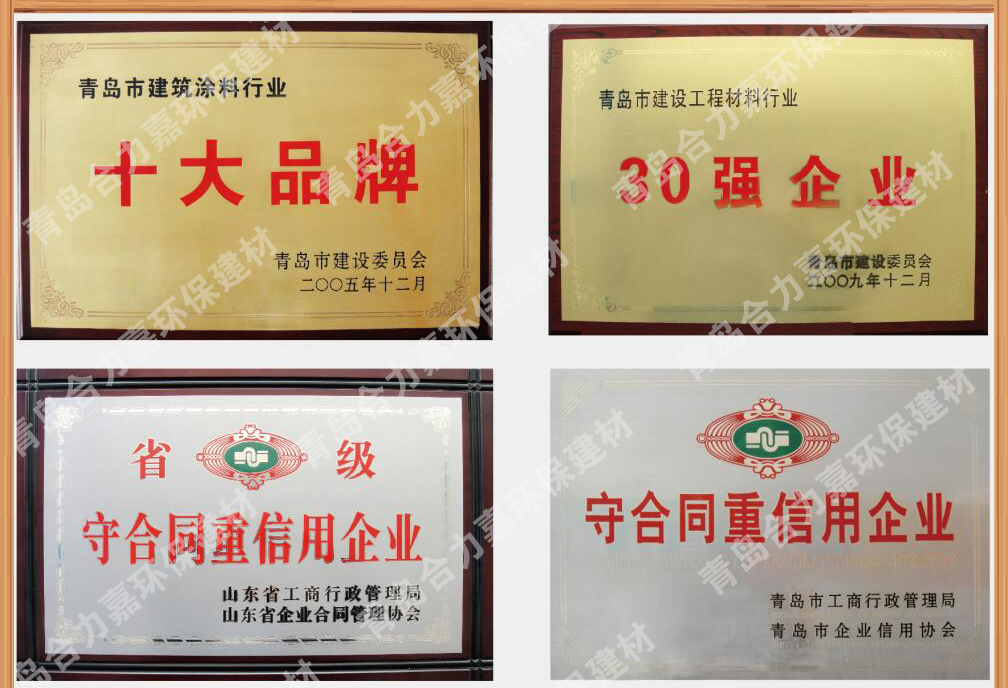 青岛市建筑涂料行业
十大品牌
青岛市建设委员会
二〇〇五年十二月
青岛市建设工程材料行业
30强企业
青岛市建设委员会
二〇〇九年十二月
省 级
守合同重信用企业
山东省工商行政管理局
山东省企业合同管理协会
守合同重信用企业
青岛市工商行政管理局
青岛市企业信用协会
青岛合力嘉环保建材